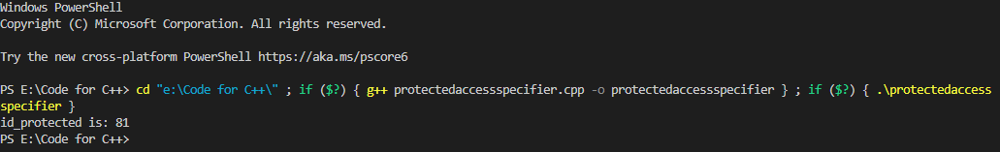 Windows PowerShell
Copyright (C) Microsoft Corporation. All rights reserved.
Try the new cross-platform PowerShell https://aka.ms/pscore6
PS E:\Code for C++> cd "e:\Code for C++\" ; if ($?) { g++ protectedaccessspecifier.cpp -o protectedaccessspecifier } ; if ($?) { .\protectedaccess
specifier }
id_protected is: 81
PS E:\Code for C++>